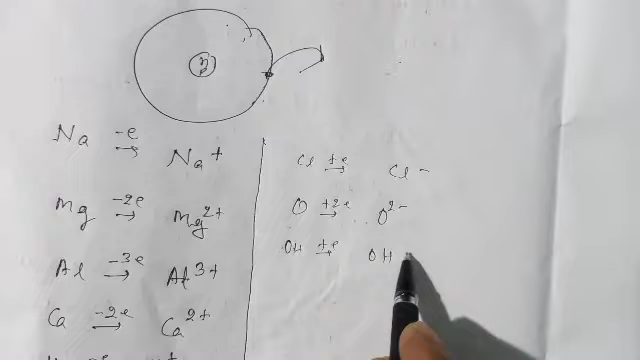 Na -e → Na+
Mg -2e → Mg2+
Al -3e → Al3+
Ca -2e → Ca2+
Cl +e → Cl -
O +2e → O2-
OH +e → OH